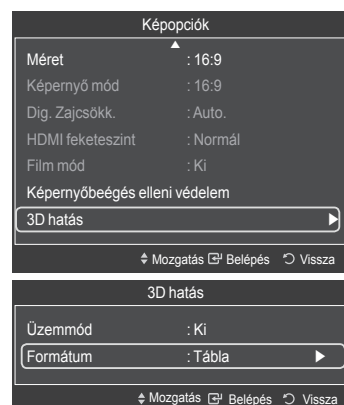 Képopciók
Méret : 16:9
Képernyő mód : 16:9
Dig. Zajcsökk. : Auto.
HDMI feketeszint : Normál
Film mód : Ki
Képernyőbeégés elleni védelem
3D hatás
Mozgatás Belépés Vissza
3D hatás
Üzemmód : Ki
Formátum : Tábla
Mozgatás Belépés Vissza